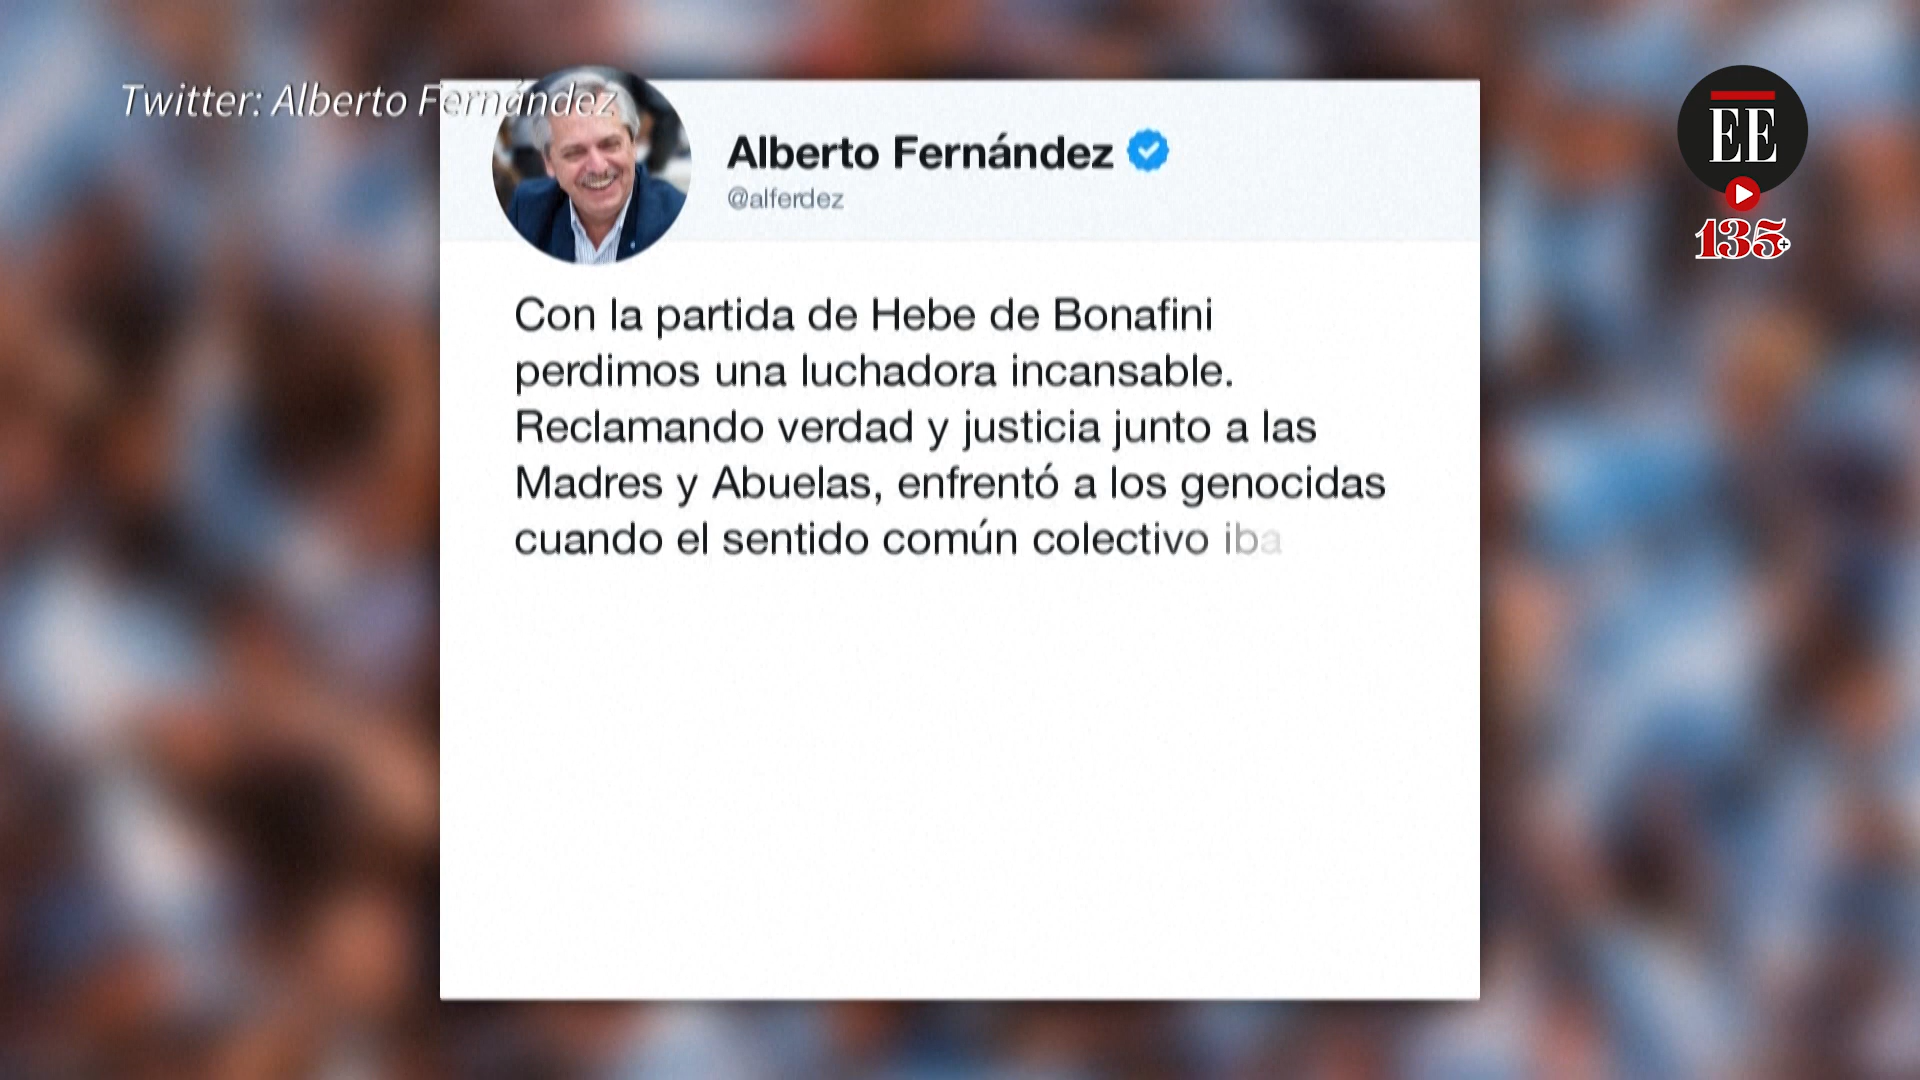 Twitter: Alberto Fernández
EE
135+
Alberto Fernández
@alferdez
Con la partida de Hebe de Bonafini
perdimos una luchadora incansable.
Reclamando verdad y justicia junto a las
Madres y Abuelas, enfrentó a los genocidas
cuando el sentido común colectivo iba